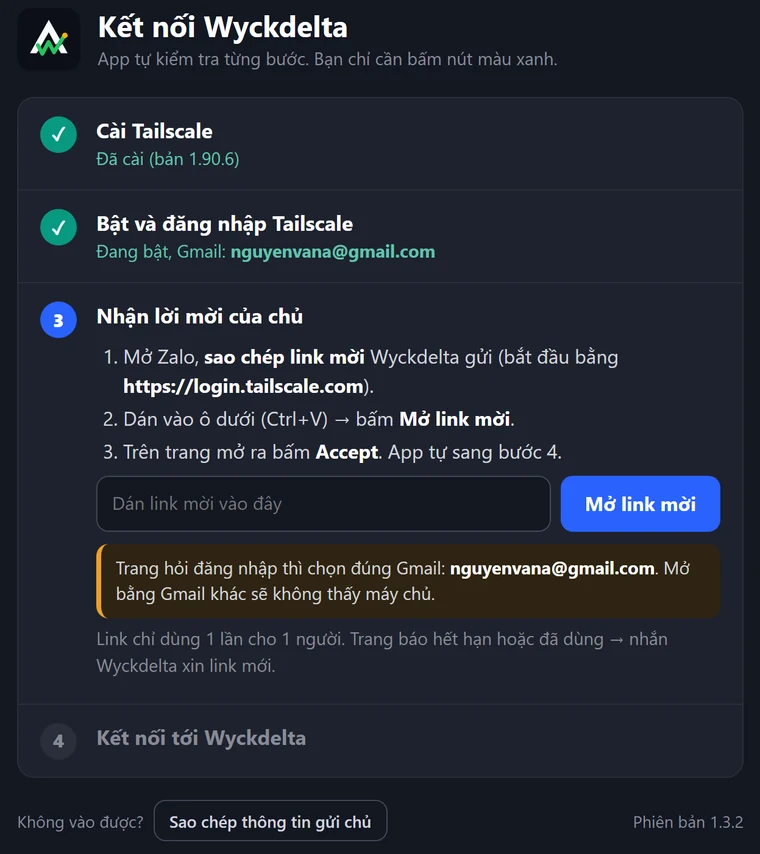 Kết nối Wyckdelta
App tự kiểm tra từng bước. Bạn chỉ cần bấm nút màu xanh.
Cài Tailscale
Đã cài (bản 1.90.6)
Bật và đăng nhập Tailscale
Đang bật, Gmail: nguyenvana@gmail.com
3
Nhận lời mời của chủ
1. Mở Zalo, sao chép link mời Wyckdelta gửi (bắt đầu bằng
https://login.tailscale.com).
2. Dán vào ô dưới (Ctrl+V) → bấm Mở link mời.
3. Trên trang mở ra bấm Accept. App tự sang bước 4.
Dán link mời vào đây
Mở link mời
Trang hỏi đăng nhập thì chọn đúng Gmail: nguyenvana@gmail.com. Mở
bằng Gmail khác sẽ không thấy máy chủ.
Link chỉ dùng 1 lần cho 1 người. Trang báo hết hạn hoặc đã dùng → nhắn
Wyckdelta xin link mới.
4
Kết nối tới Wyckdelta
Không vào được?
Sao chép thông tin gửi chủ
Phiên bản 1.3.2